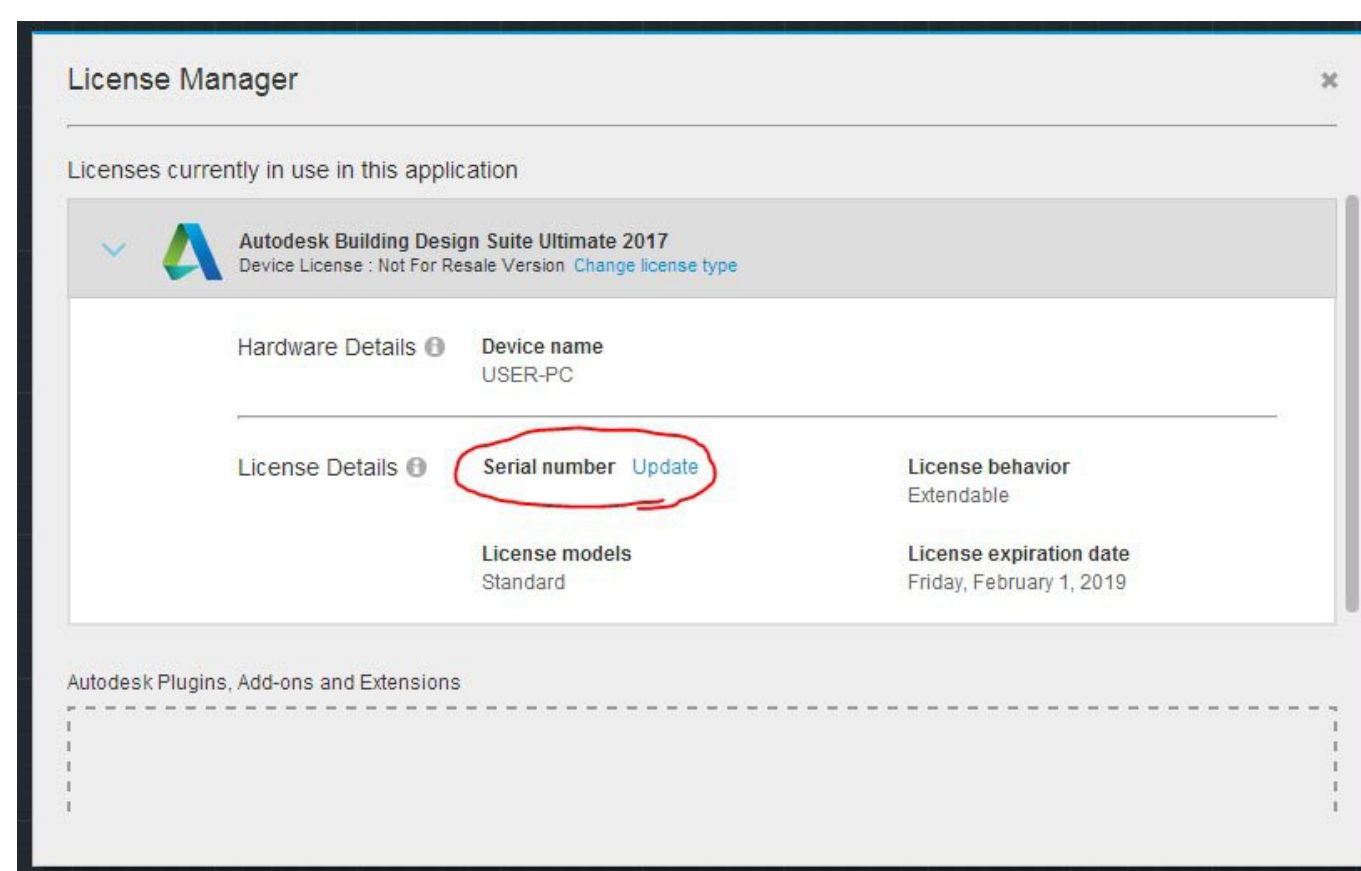 License Manager
Licenses currently in use in this application
Autodesk Building Design Suite Ultimate 2017
Device License : Not For Resale Version Change license type
Hardware Details
Device name
USER-PC
License Details
Serial number Update
License behavior
Extendable
License models
Standard
License expiration date
Friday, February 1, 2019
Autodesk Plugins, Add-ons and Extensions